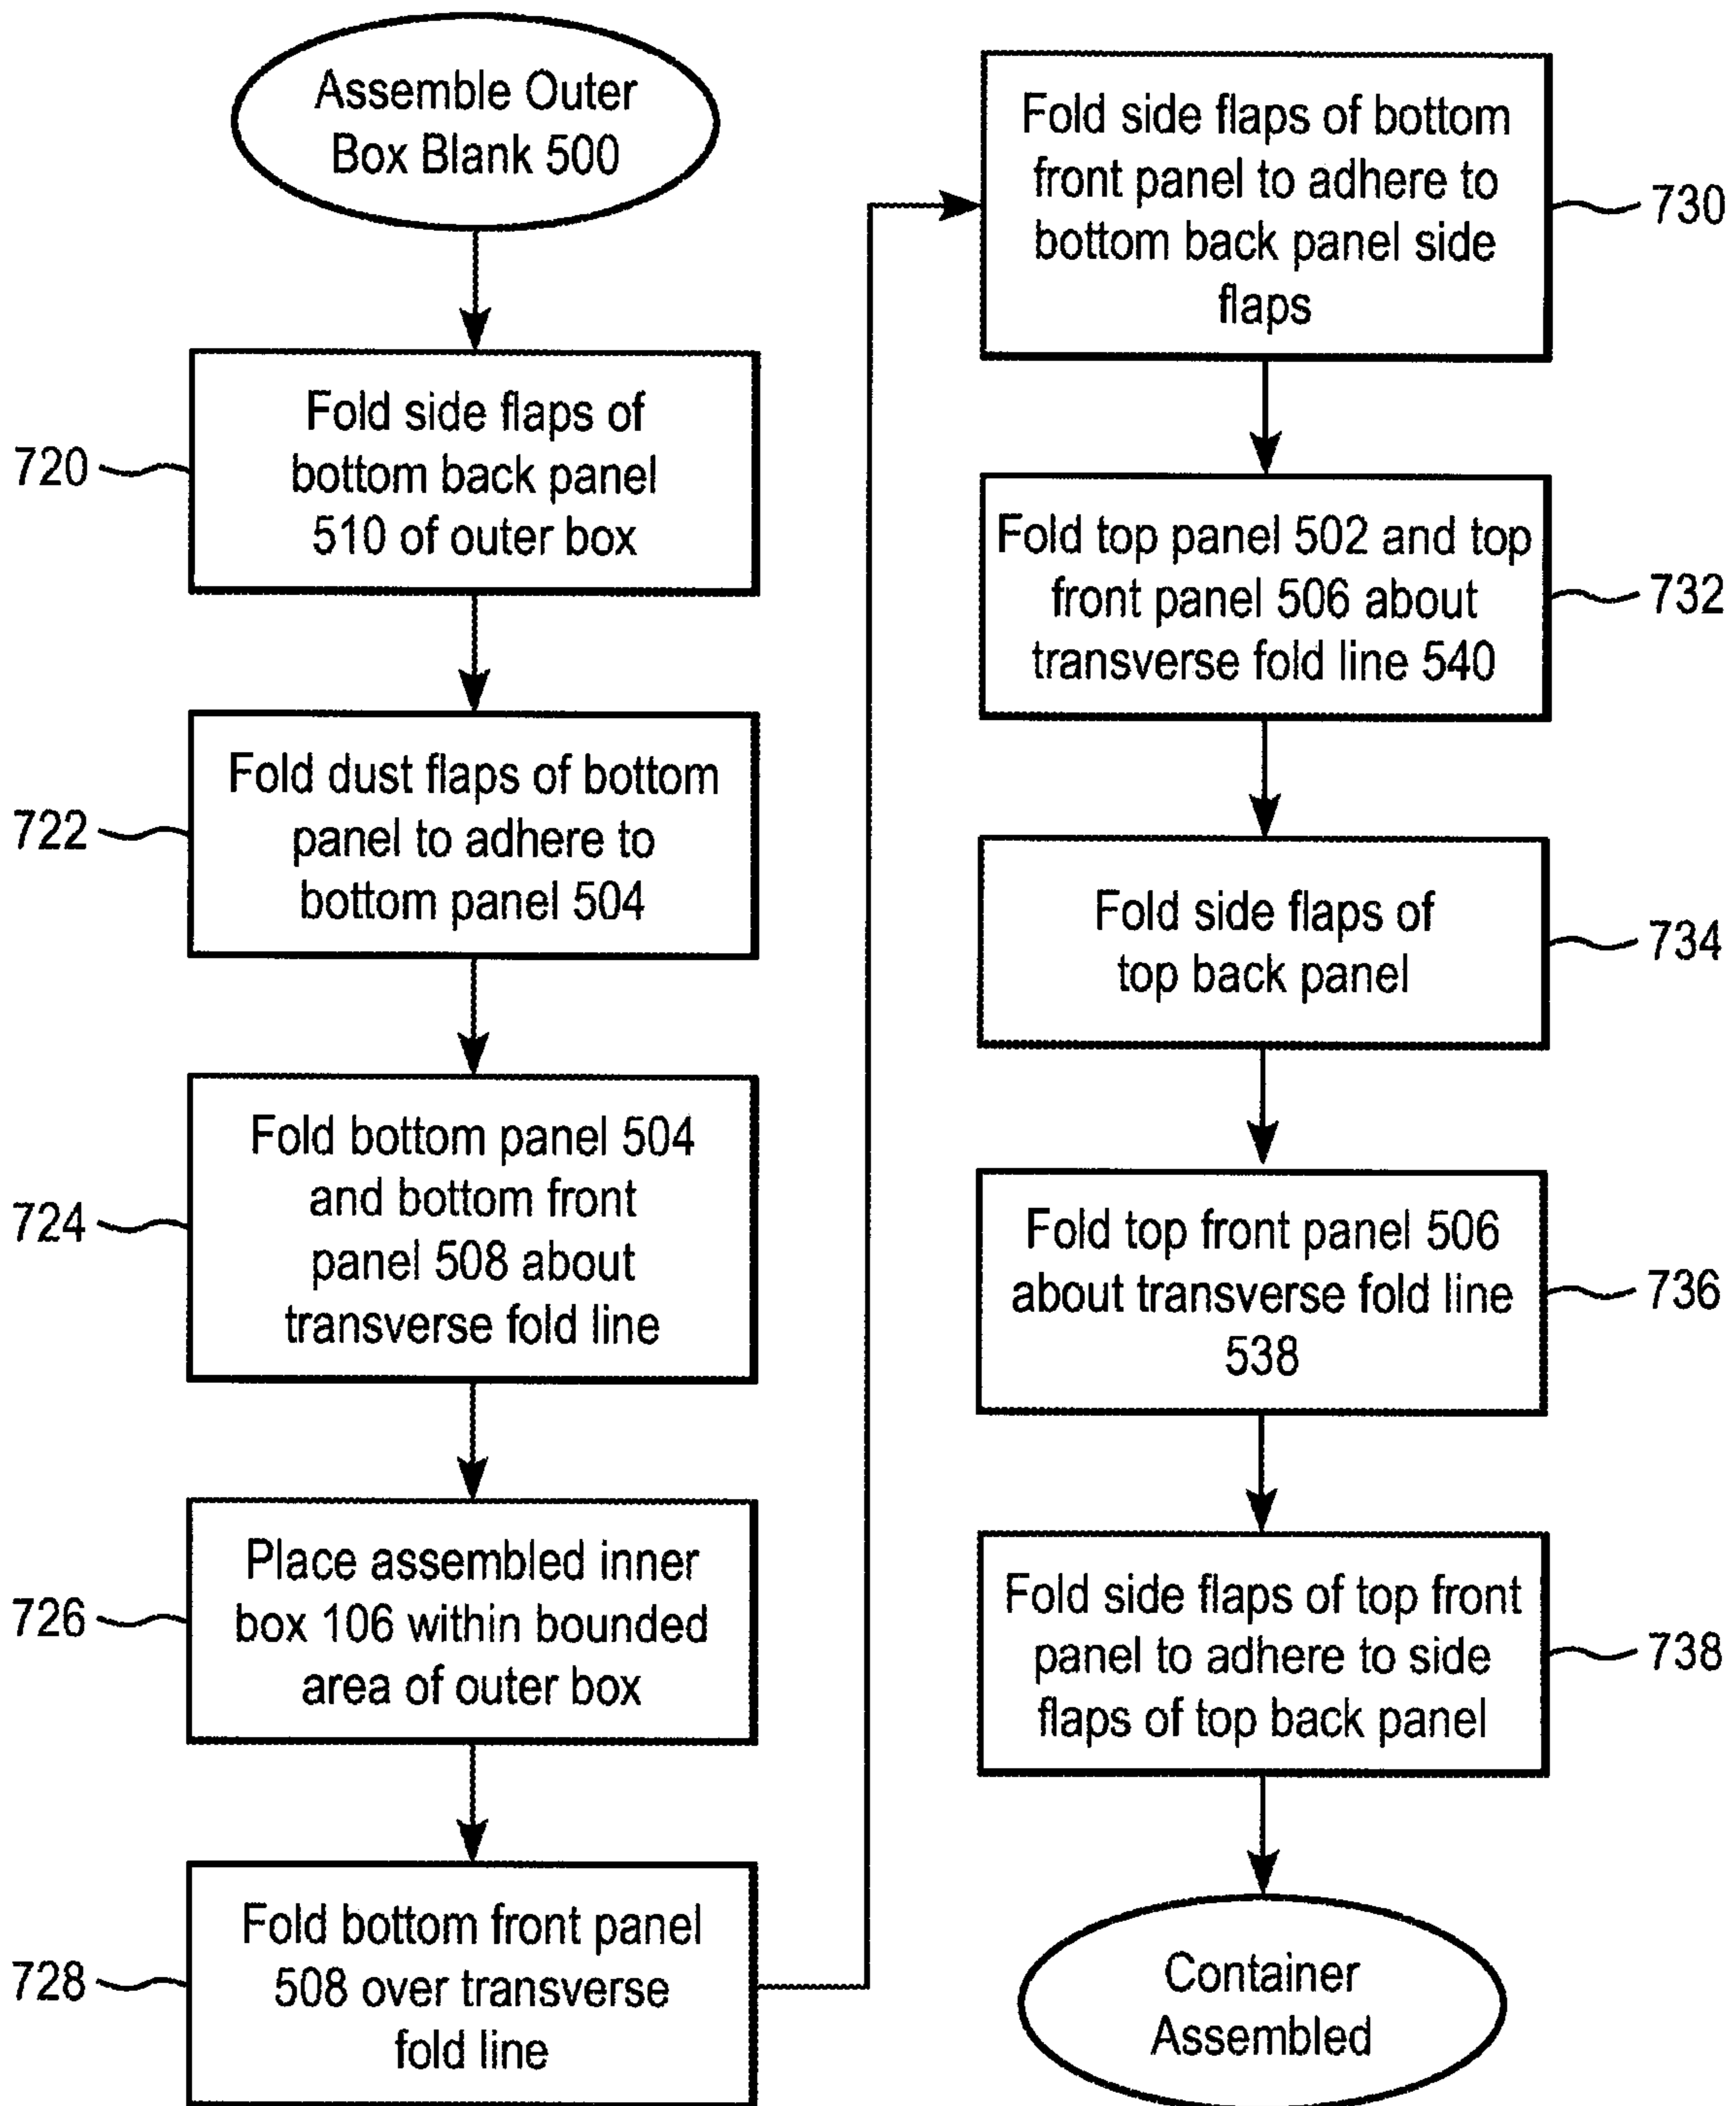 Assemble Outer
Box Blank 500
720
Fold side flaps of
bottom back panel
510 of outer box
722
Fold dust flaps of bottom
panel to adhere to
bottom panel 504
724
Fold bottom panel 504
and bottom front
panel 508 about
transverse fold line
726
Place assembled inner
box 106 within bounded
area of outer box
728
Fold bottom front panel
508 over transverse
fold line
Fold side flaps of bottom
front panel to adhere to
bottom back panel side
flaps
730
Fold top panel 502 and top
front panel 506 about
transverse fold line 540
732
Fold side flaps of
top back panel
734
Fold top front panel 506
about transverse fold line
538
736
Fold side flaps of top front
panel to adhere to side
flaps of top back panel
738
Container
Assembled